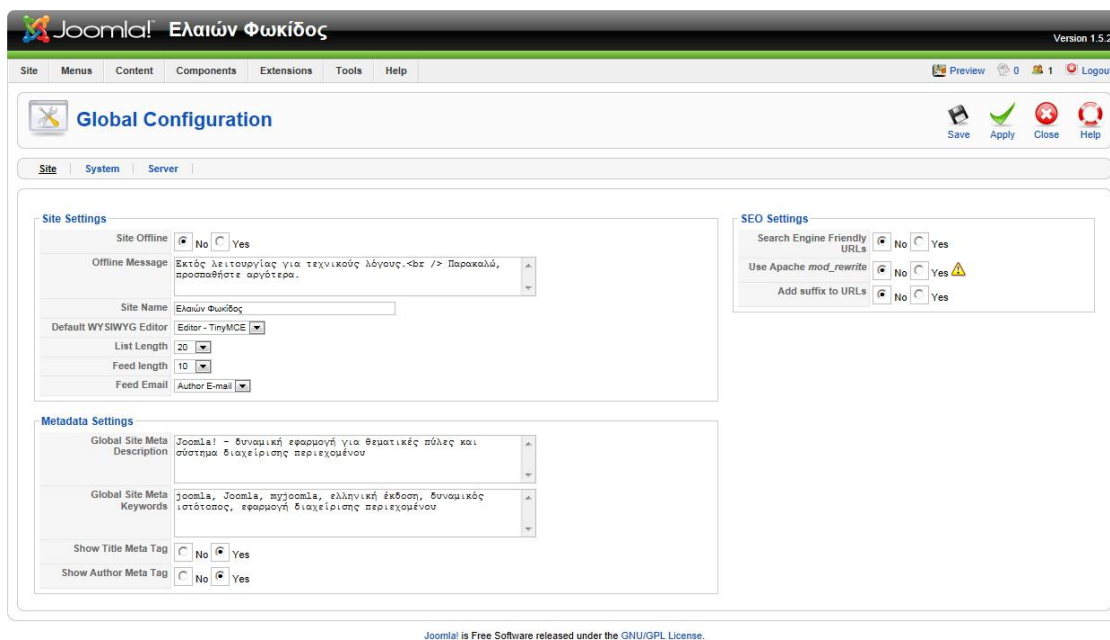 Joomla! Ελαιών Φωκίδος
Version 1.5.2
Site Menus Content Components Extensions Tools Help
Preview 0 1 Logout
Global Configuration
Save Apply Close Help
Site System Server
Site Settings
Site Offline No Yes
Offline Message Εκτός λειτουργίας για τεχνικούς λόγους.<br /> Παρακαλώ,
προσπαθήστε αργότερα.
Site Name Ελαιών Φωκίδος
Default WYSIWYG Editor Editor - TinyMCE
List Length 20
Feed length 10
Feed Email Author E-mail
SEO Settings
Search Engine Friendly
URLs No Yes
Use Apache mod_rewrite No Yes
Add suffix to URLs No Yes
Metadata Settings
Global Site Meta
Description
Joomla! - δυναμική εφαρμογή για θεματικές πύλες και
σύστημα διαχείρισης περιεχομένου
Global Site Meta
Keywords
joomla, Joomla, myjoomla, ελληνική έκδοση, δυναμικός
ιστότοπος, εφαρμογή διαχείρισης περιεχομένου
Show Title Meta Tag No Yes
Show Author Meta Tag No Yes
Joomla! is Free Software released under the GNU/GPL License.